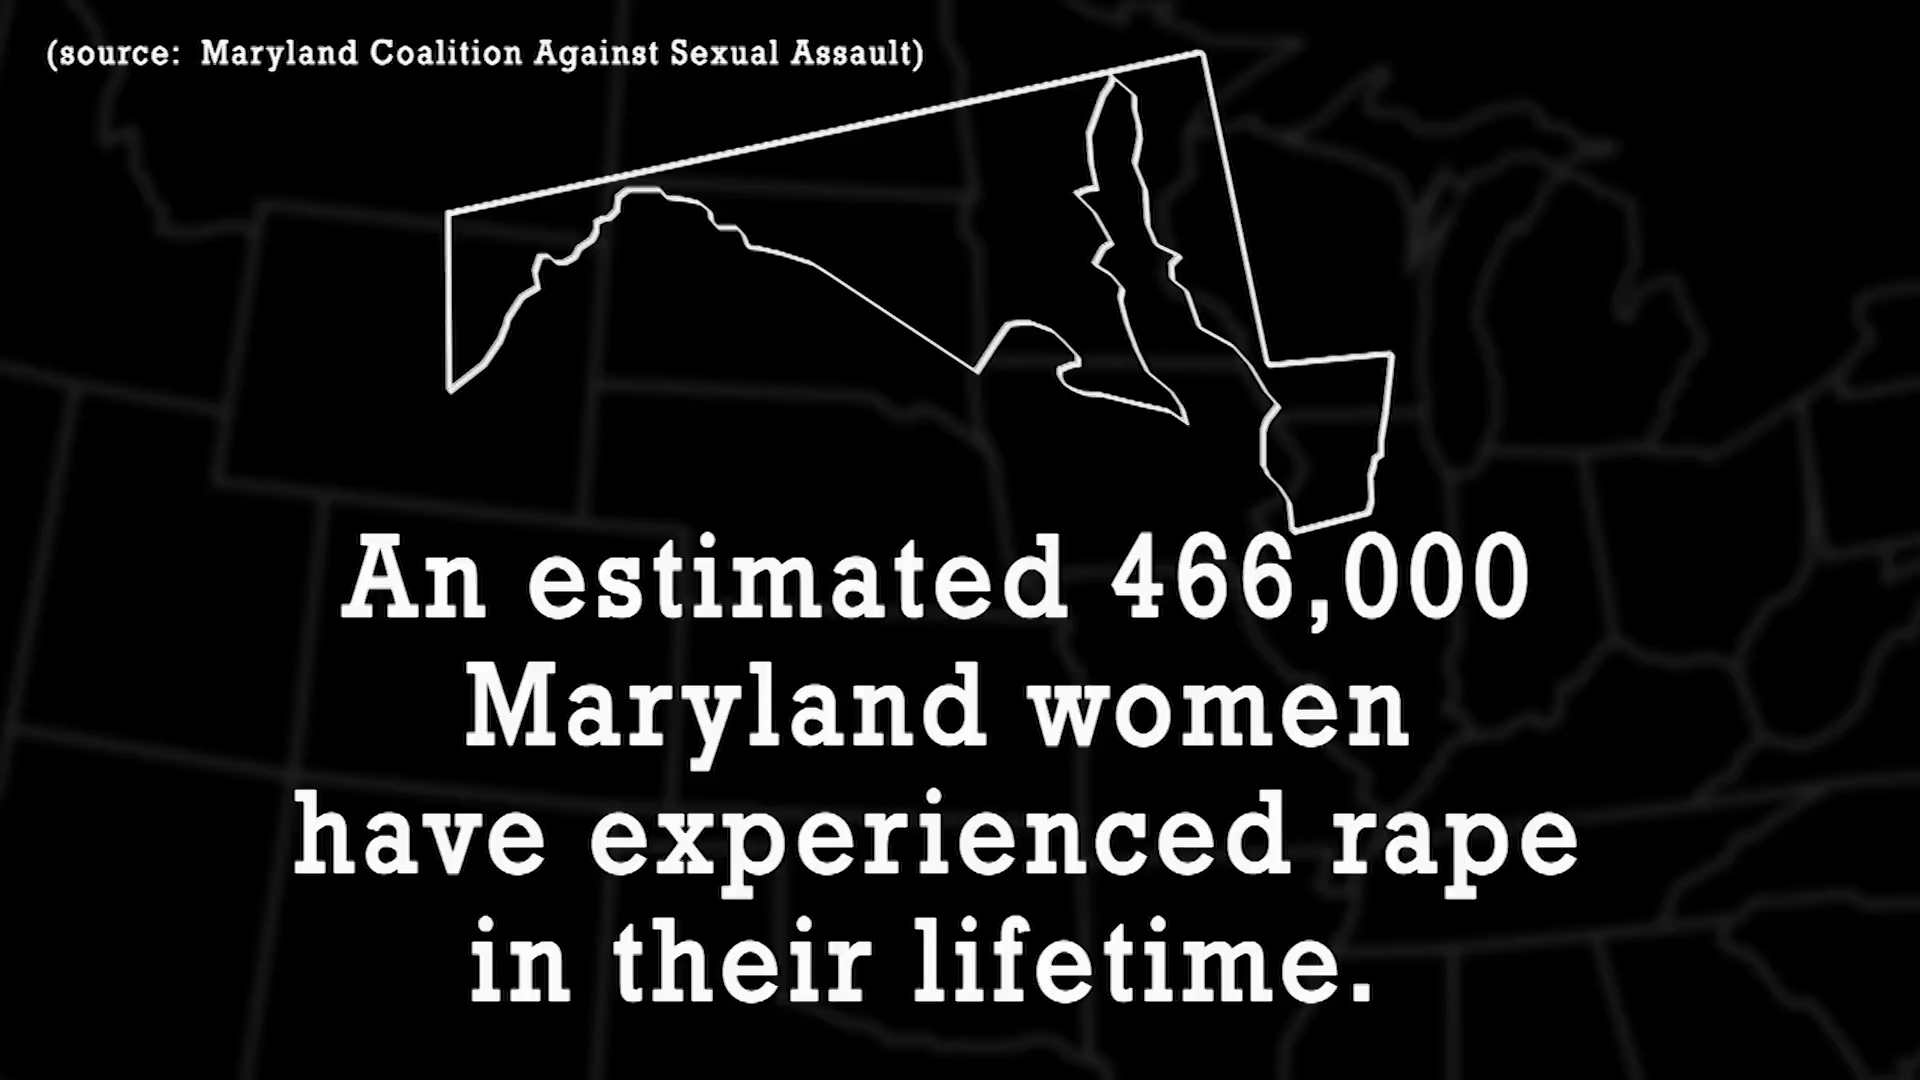 (source:  Maryland Coalition Against Sexual Assault)
An estimated 466,000
Maryland women
have experienced rape
in their lifetime.